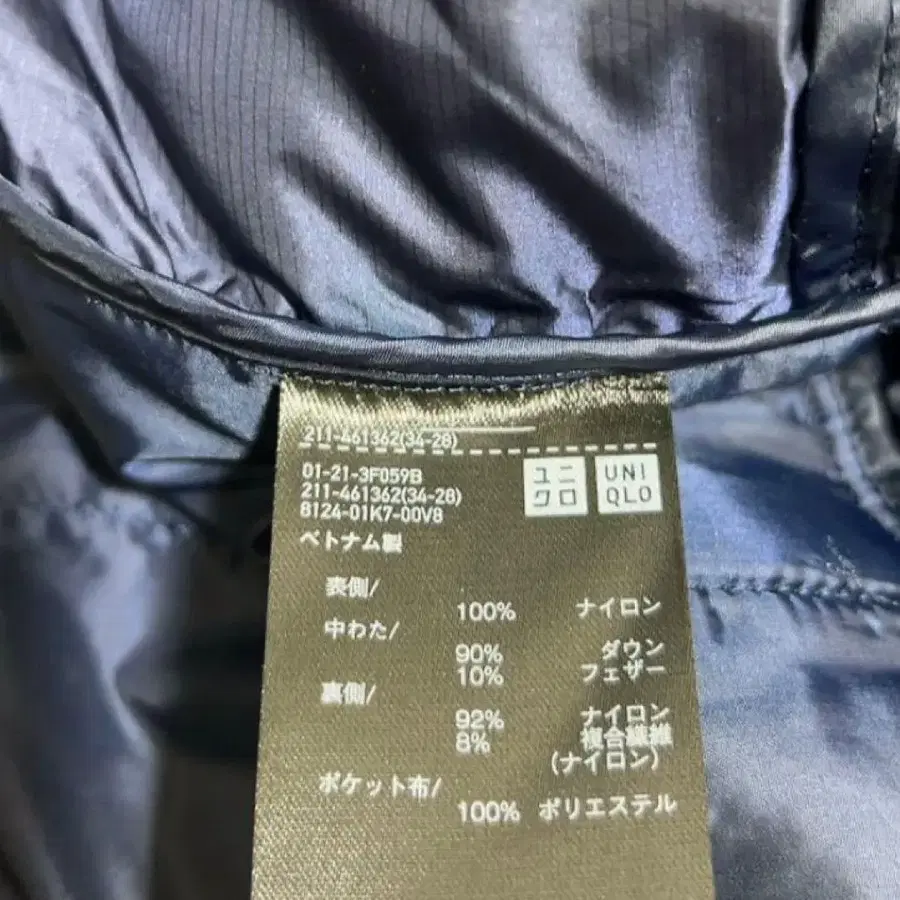 211-461362(34-28)
01-21-3F059B
211-461362(34-28)
8124-01K7-00V8
ユニ
クロ
UNI
QLO
ベトナム製
表側/
100% ナイロン
中わた/
90% ダウン
10% フェザー
裏側/
92% ナイロン
8% 複合繊維
(ナイロン)
ポケット布/
100% ポリエステル